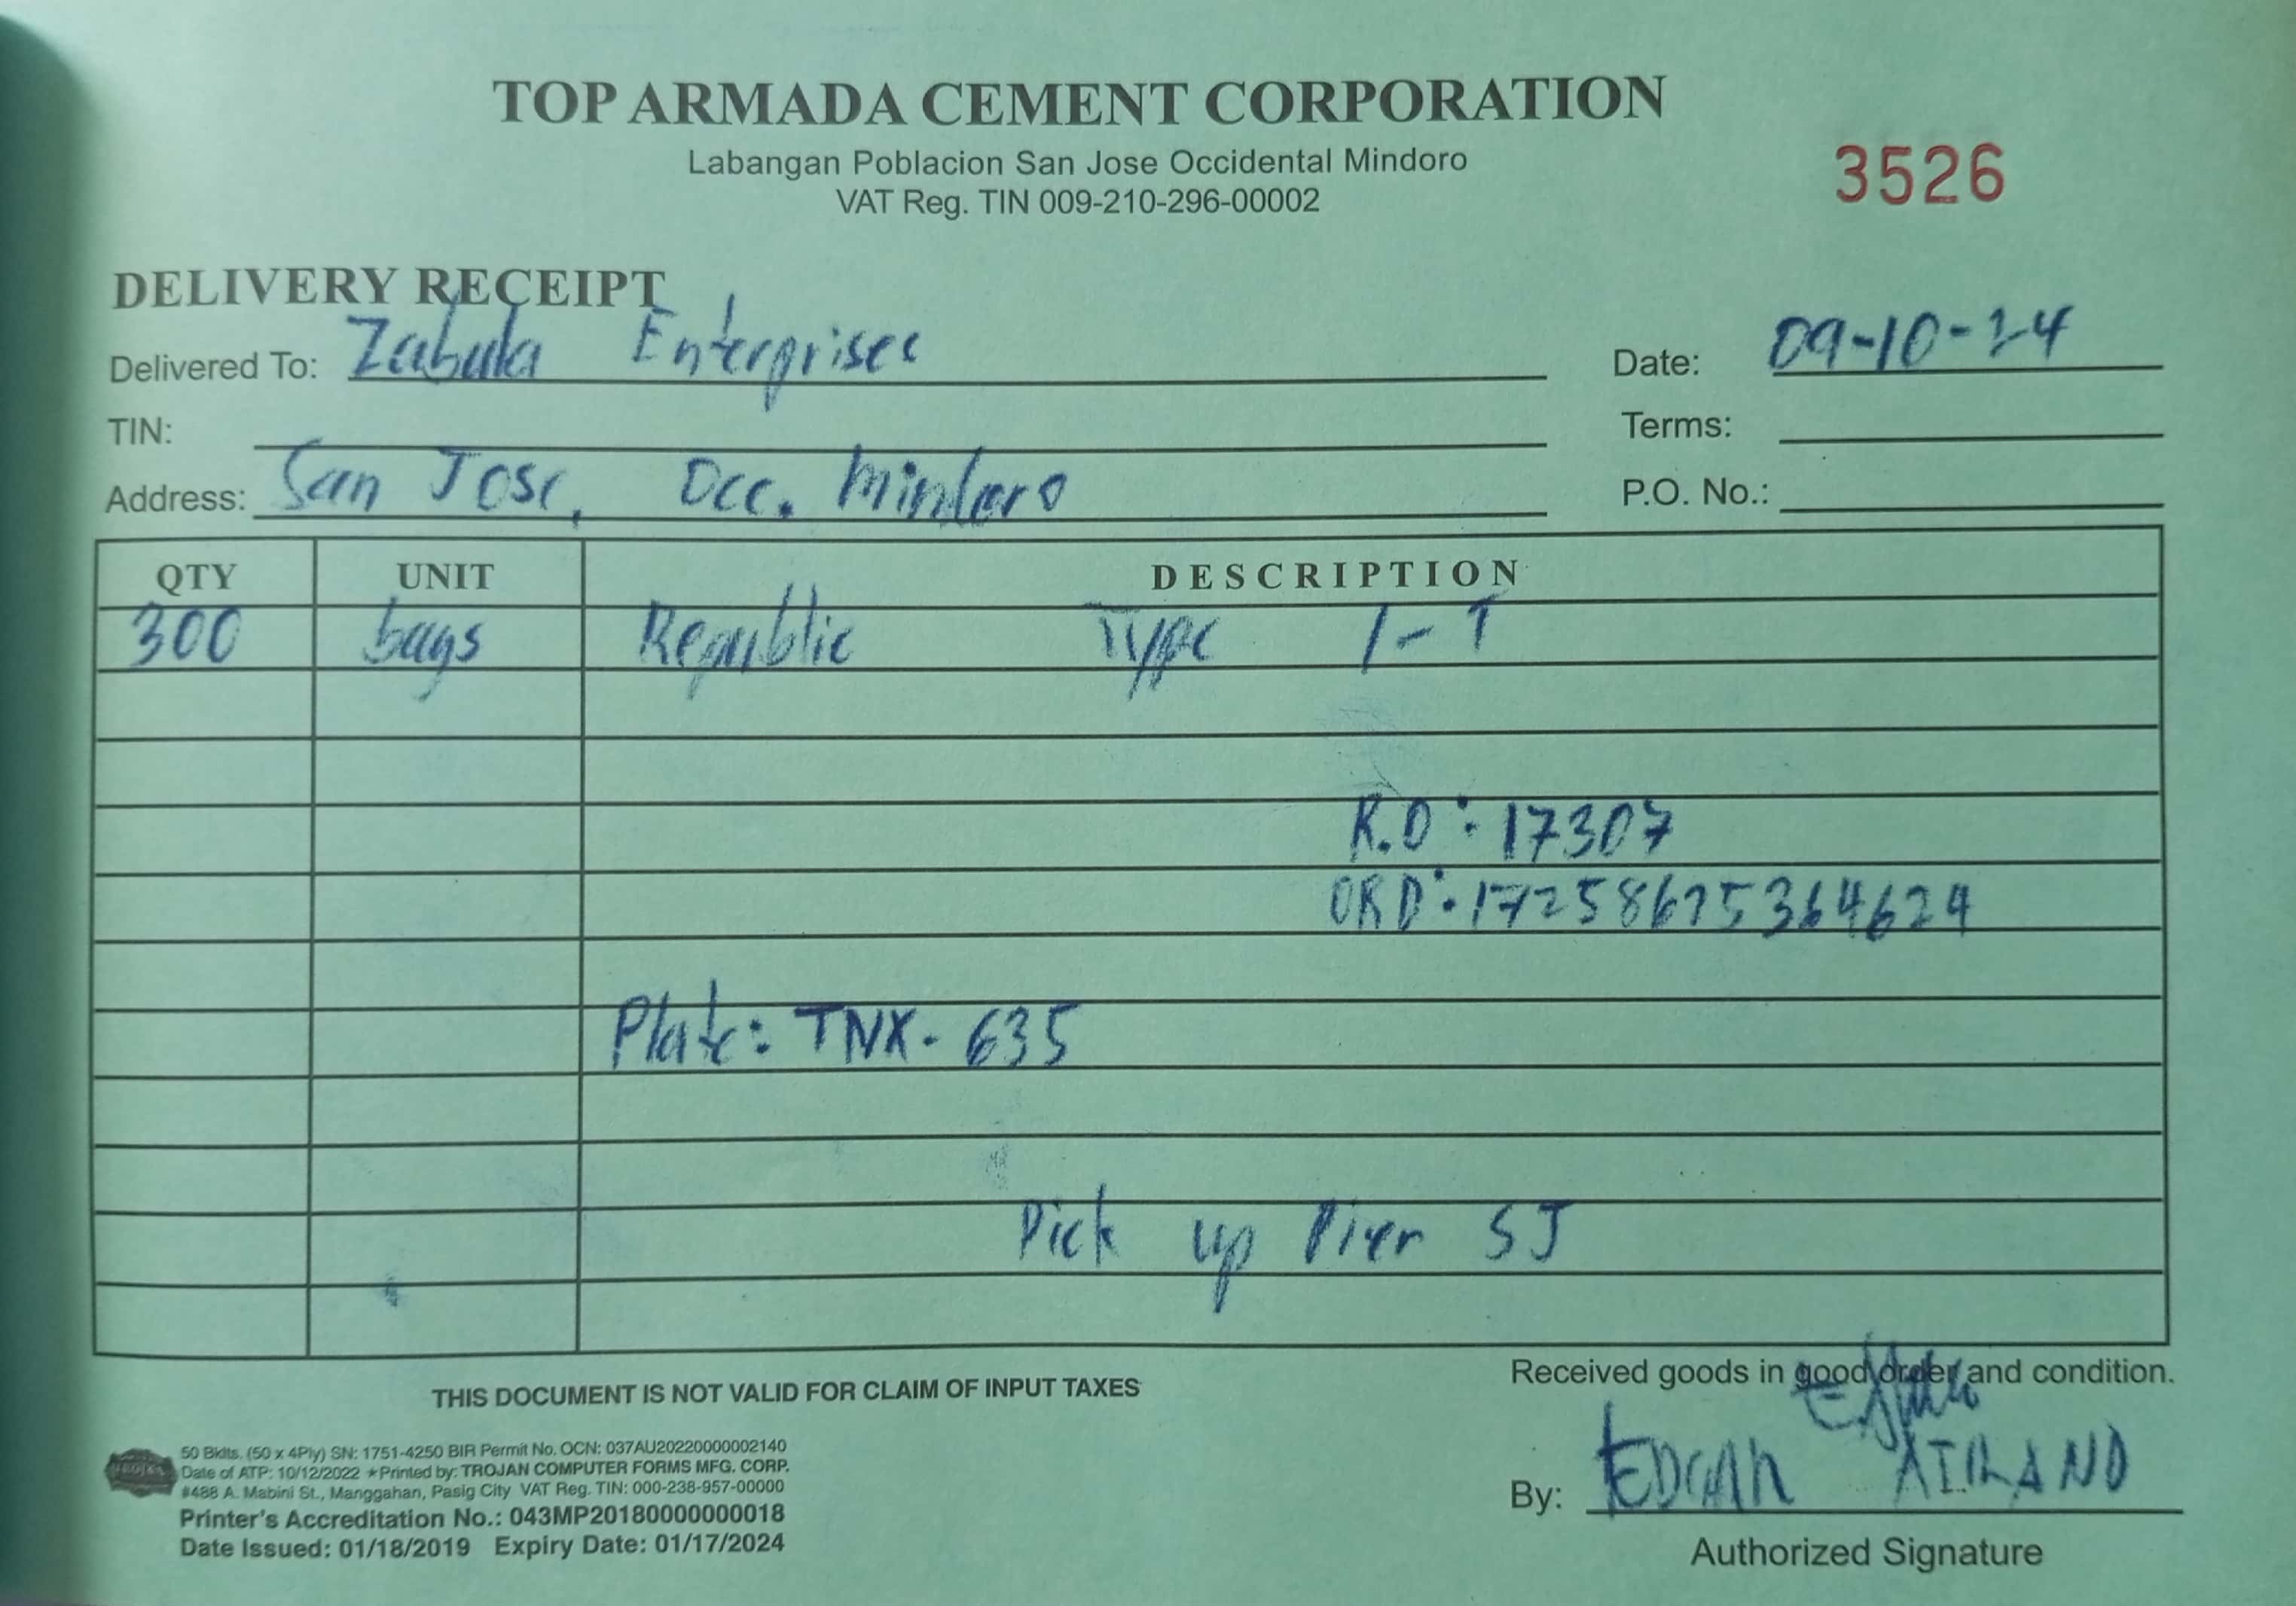 TOP ARMADA CEMENT CORPORATION
Labangan Poblacion San Jose Occidental Mindoro
VAT Reg. TIN 009-210-296-00002
3526
DELIVERY RECEIPT
Delivered To: Zabula Enterprises
Date: 09-10-24
TIN:
Terms:
Address: San Jose, Occ. Mindoro
P.O. No.:
QTY UNIT DESCRIPTION
300 bags Republic Type 1-T
R.O: 17307
ORD: 17258675364624
Plate: TNX-635
Pick up Pier SJ
THIS DOCUMENT IS NOT VALID FOR CLAIM OF INPUT TAXES
Received goods in good order and condition.
50 Bklts. (50 x 4Ply) SN: 1751-4250 BIR Permit No. OCN: 037AU20220000002140
Date of ATP: 10/12/2022 ★Printed by: TROJAN COMPUTER FORMS MFG. CORP.
#488 A. Mabini St., Manggahan, Pasig City VAT Reg. TIN: 000-238-957-00000
Printer's Accreditation No.: 043MP20180000000018
Date Issued: 01/18/2019 Expiry Date: 01/17/2024
By: EDGAR
Authorized Signature